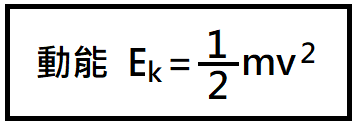 動能 Eₖ = 1/2 mv²